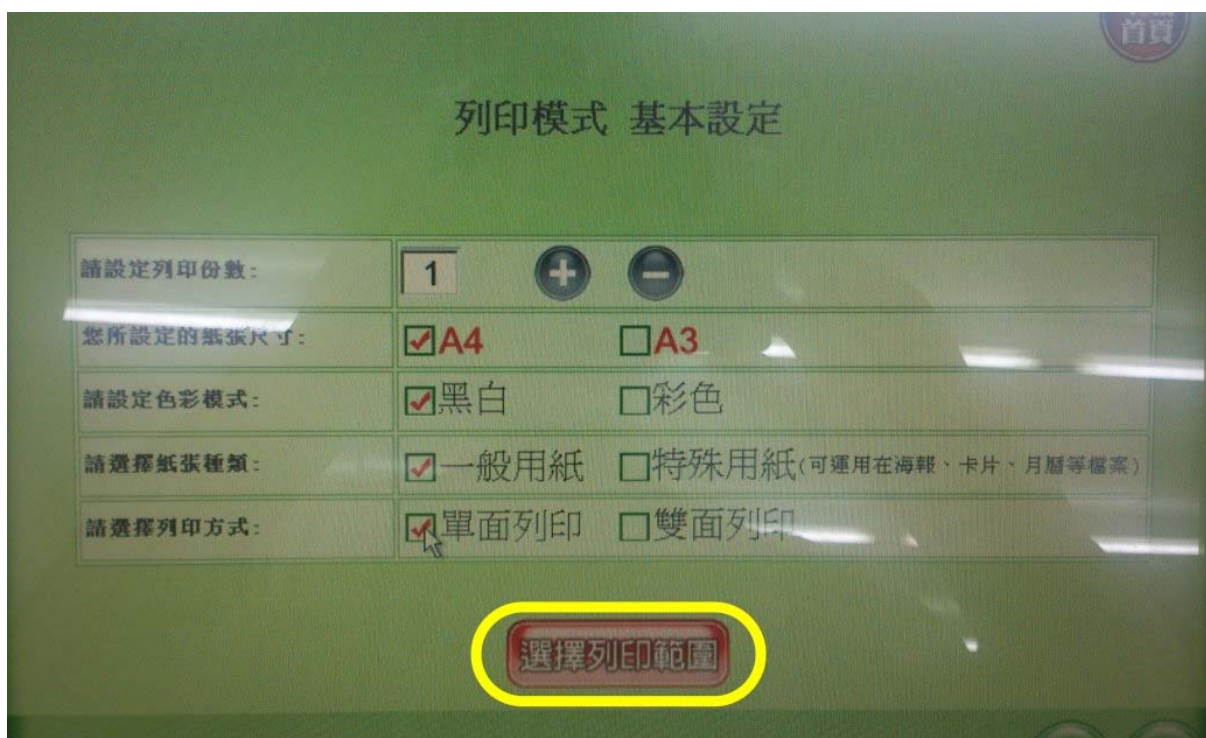 首頁
列印模式 基本設定
請設定列印份數: 1
您所設定的紙張尺寸: A4 A3
請設定色彩模式: 黑白 彩色
請選擇紙張種類: 一般用紙 特殊用紙(可運用在海報、卡片、月曆等檔案)
請選擇列印方式: 單面列印 雙面列印
選擇列印範圍